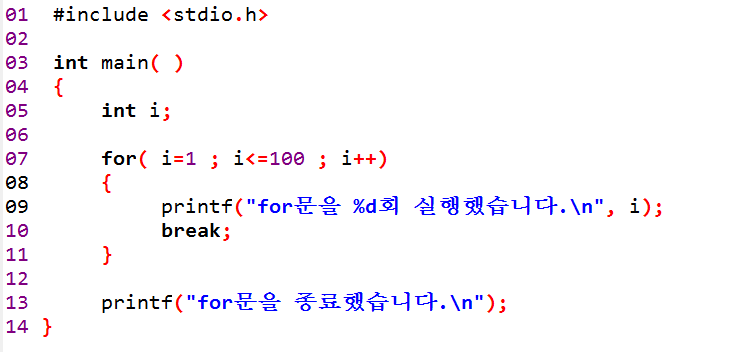 01 #include <stdio.h>
02
03 int main( )
04 {
05 int i;
06
07 for( i=1 ; i<=100 ; i++)
08 {
09 printf("for문을 %d회 실행했습니다.\n", i);
10 break;
11 }
12
13 printf("for문을 종료했습니다.\n");
14 }